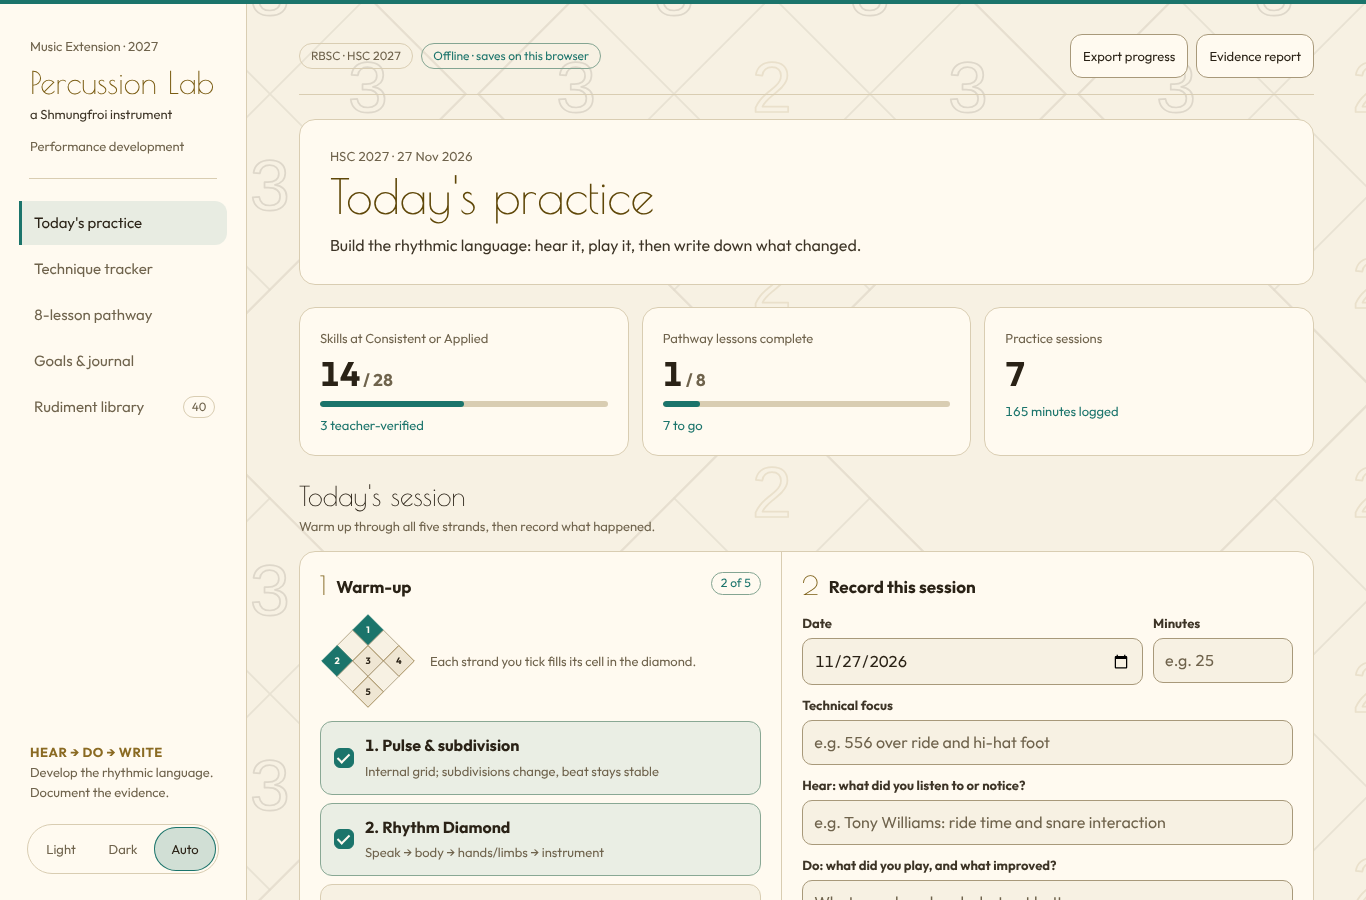 Music Extension · 2027
Percussion Lab
a Shmungfroi instrument
Performance development
Today's practice
Technique tracker
8-lesson pathway
Goals & journal
Rudiment library 40
HEAR → DO → WRITE
Develop the rhythmic language.
Document the evidence.
Light Dark Auto
RBSC · HSC 2027 Offline · saves on this browser
Export progress Evidence report
HSC 2027 · 27 Nov 2026
Today's practice
Build the rhythmic language: hear it, play it, then write down what changed.
Skills at Consistent or Applied
14 / 28
3 teacher-verified
Pathway lessons complete
1 / 8
7 to go
Practice sessions
7
165 minutes logged
Today's session
Warm up through all five strands, then record what happened.
1 Warm-up 2 of 5
1
2 3 4
5
Each strand you tick fills its cell in the diamond.
1. Pulse & subdivision
Internal grid; subdivisions change, beat stays stable
2. Rhythm Diamond
Speak → body → hands/limbs → instrument
2 Record this session
Date Minutes
11/27/2026 e.g. 25
Technical focus
e.g. 556 over ride and hi-hat foot
Hear: what did you listen to or notice?
e.g. Tony Williams: ride time and snare interaction
Do: what did you play, and what improved?